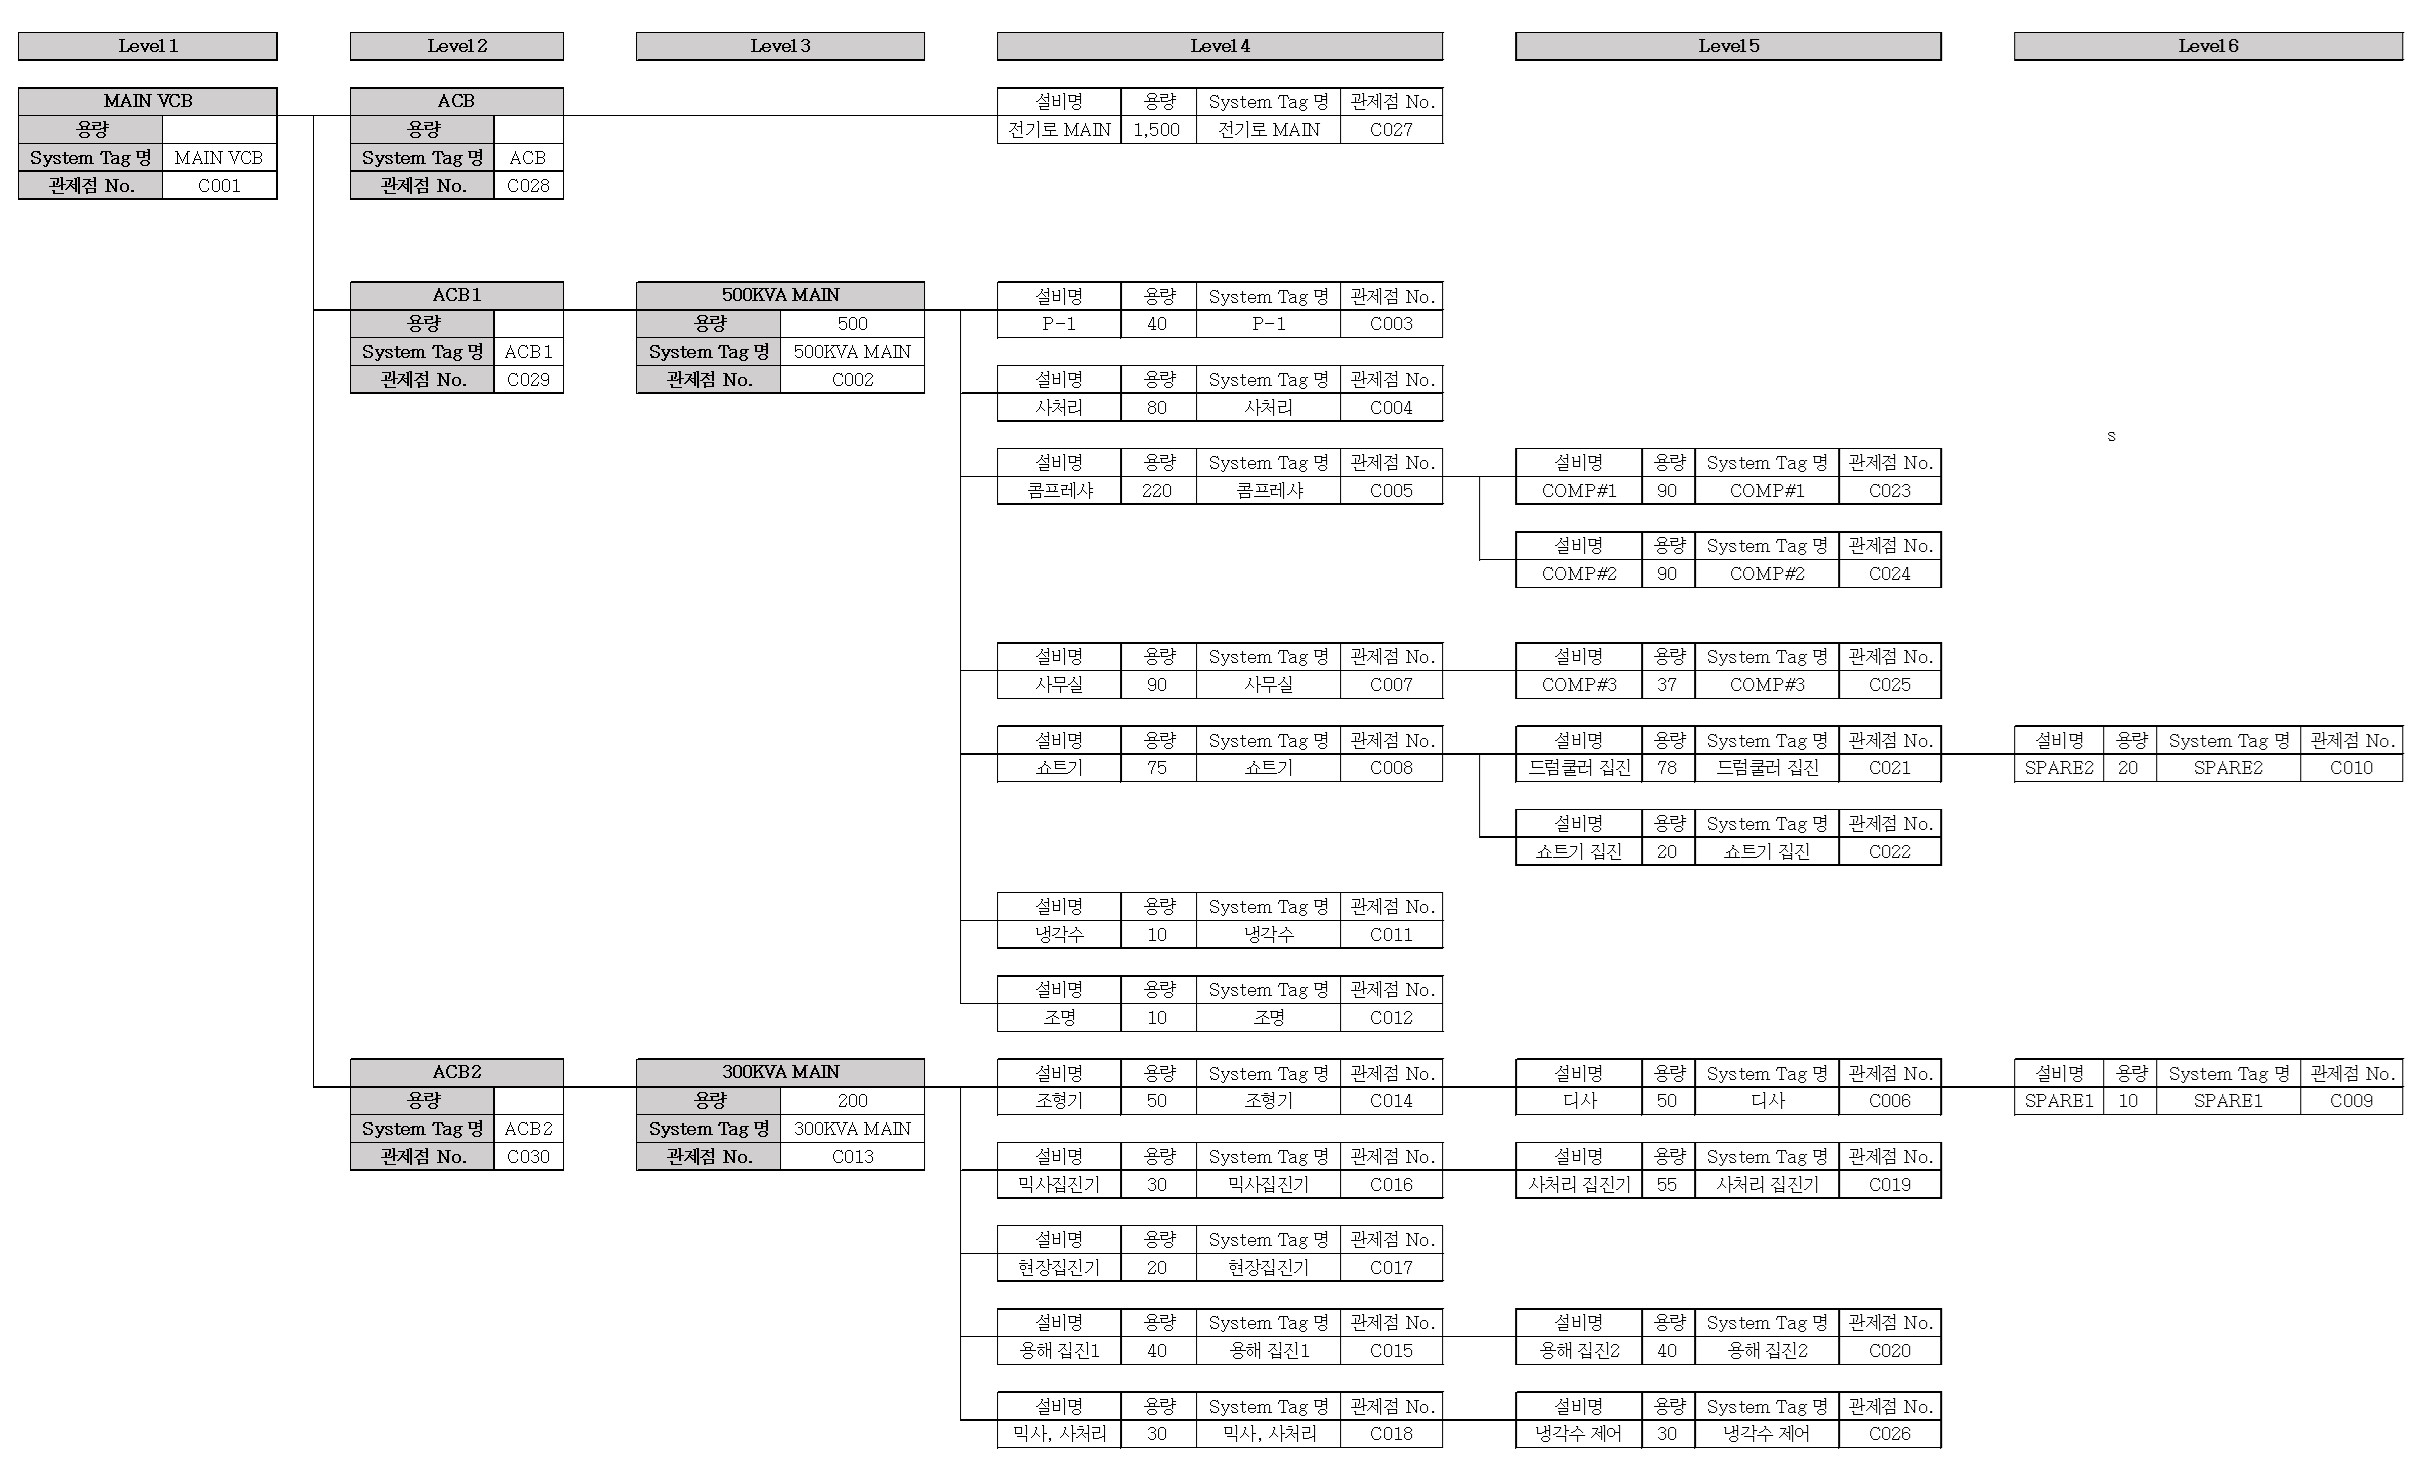 Level1 Level2 Level3 Level4 Level5 Level6
MAIN VCB ACB 설비명 용량 System Tag 명 관제점 No.
용량 용량 전기로 MAIN 1,500 전기로 MAIN C027
System Tag 명 MAIN VCB System Tag 명 ACB
관제점 No. C001 관제점 No. C028
ACB1 500KVA MAIN 설비명 용량 System Tag 명 관제점 No.
용량 용량 500 P-1 40 P-1 C003
System Tag 명 ACB1 System Tag 명 500KVA MAIN
관제점 No. C029 관제점 No. C002 설비명 용량 System Tag 명 관제점 No.
사처리 80 사처리 C004
s
설비명 용량 System Tag 명 관제점 No. 설비명 용량 System Tag 명 관제점 No.
콤프레샤 220 콤프레샤 C005 COMP#1 90 COMP#1 C023
설비명 용량 System Tag 명 관제점 No.
COMP#2 90 COMP#2 C024
설비명 용량 System Tag 명 관제점 No. 설비명 용량 System Tag 명 관제점 No.
사무실 90 사무실 C007 COMP#3 37 COMP#3 C025
설비명 용량 System Tag 명 관제점 No. 설비명 용량 System Tag 명 관제점 No. 설비명 용량 System Tag 명 관제점 No.
쇼트기 75 쇼트기 C008 드럼쿨러 집진 78 드럼쿨러 집진 C021 SPARE2 20 SPARE2 C010
설비명 용량 System Tag 명 관제점 No.
쇼트기 집진 20 쇼트기 집진 C022
설비명 용량 System Tag 명 관제점 No.
냉각수 10 냉각수 C011
설비명 용량 System Tag 명 관제점 No.
조명 10 조명 C012
ACB2 300KVA MAIN 설비명 용량 System Tag 명 관제점 No. 설비명 용량 System Tag 명 관제점 No. 설비명 용량 System Tag 명 관제점 No.
용량 용량 200 조형기 50 조형기 C014 디사 50 디사 C006 SPARE1 10 SPARE1 C009
System Tag 명 ACB2 System Tag 명 300KVA MAIN
관제점 No. C030 관제점 No. C013 설비명 용량 System Tag 명 관제점 No. 설비명 용량 System Tag 명 관제점 No.
믹사집진기 30 믹사집진기 C016 사처리 집진기 55 사처리 집진기 C019
설비명 용량 System Tag 명 관제점 No.
현장집진기 20 현장집진기 C017
설비명 용량 System Tag 명 관제점 No. 설비명 용량 System Tag 명 관제점 No.
용해 집진1 40 용해 집진1 C015 용해 집진2 40 용해 집진2 C020
설비명 용량 System Tag 명 관제점 No. 설비명 용량 System Tag 명 관제점 No.
믹사, 사처리 30 믹사, 사처리 C018 냉각수 제어 30 냉각수 제어 C026